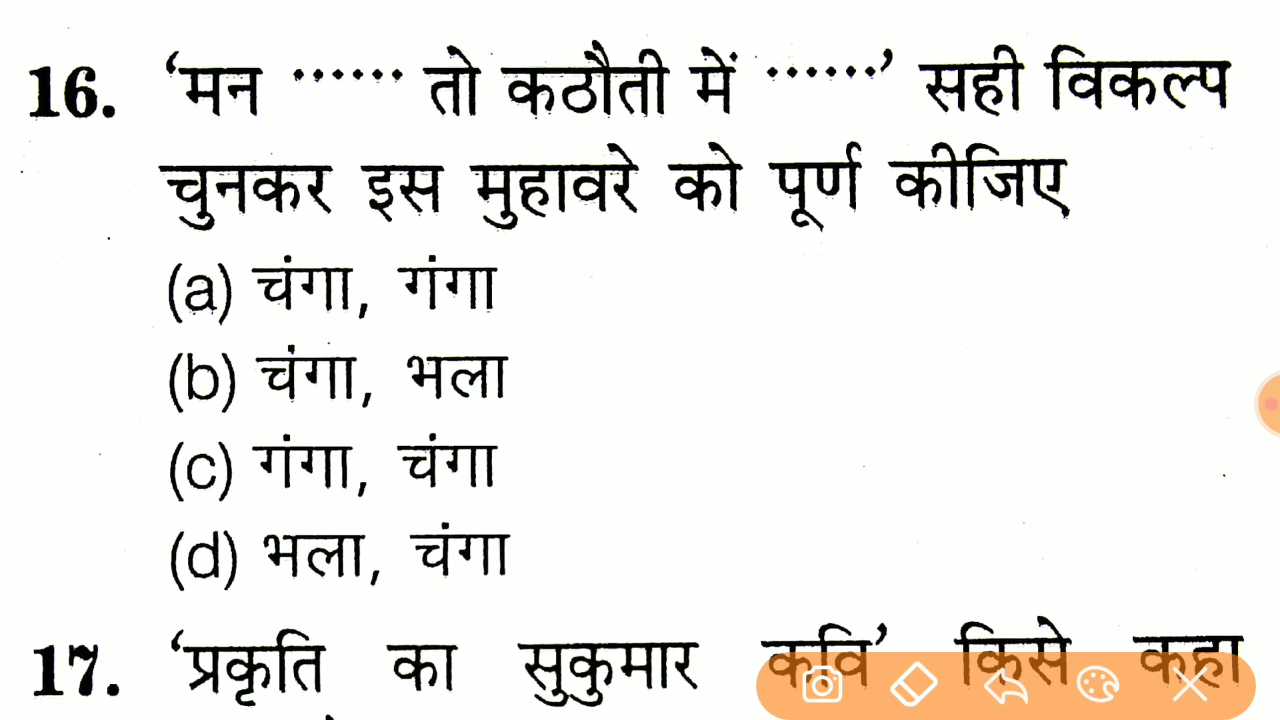 16. ‘मन ...... तो कठौती में ......’ सही विकल्प
चुनकर इस मुहावरे को पूर्ण कीजिए
(a) चंगा, गंगा
(b) चंगा, भला
(c) गंगा, चंगा
(d) भला, चंगा
17. ‘प्रकृति का सुकुमार कवि’ किसे कहा